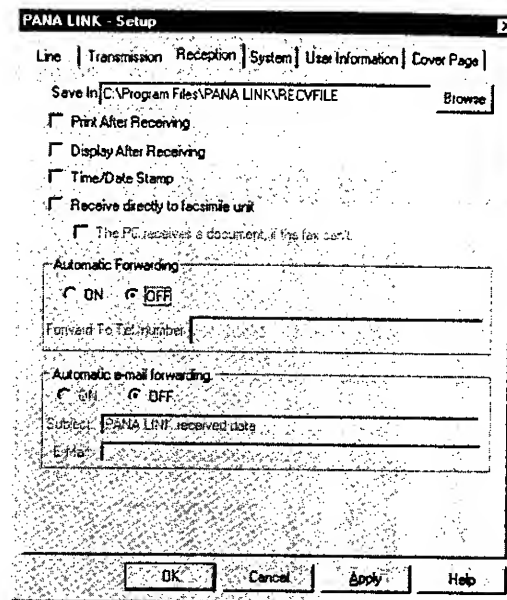 PANA LINK - Setup
Line Transmission Reception System User Information Cover Page
Save In C:\Program Files\PANA LINK\RECVFILE Browse
Print After Receiving
Display After Receiving
Time/Date Stamp
Receive directly to facsimile unit
The PC receives a document, if the fax can't.
Automatic Forwarding
ON OFF
Forward To Tel. number
Automatic e-mail forwarding
ON OFF
Subject: PANA LINK received data
E-Mail
OK Cancel Apply Help